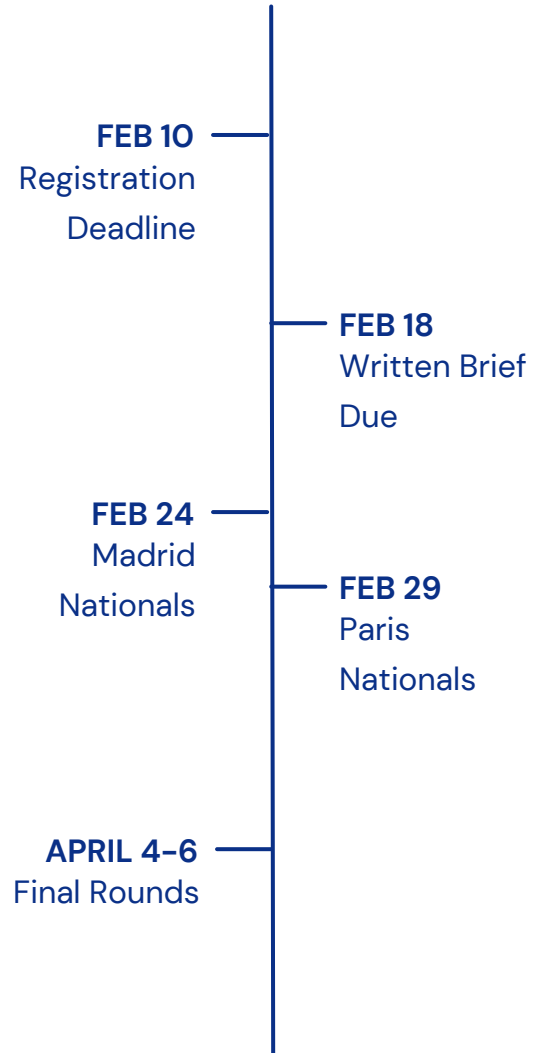 FEB 10
Registration
Deadline
FEB 18
Written Brief
Due
FEB 24
Madrid
Nationals
FEB 29
Paris
Nationals
APRIL 4-6
Final Rounds